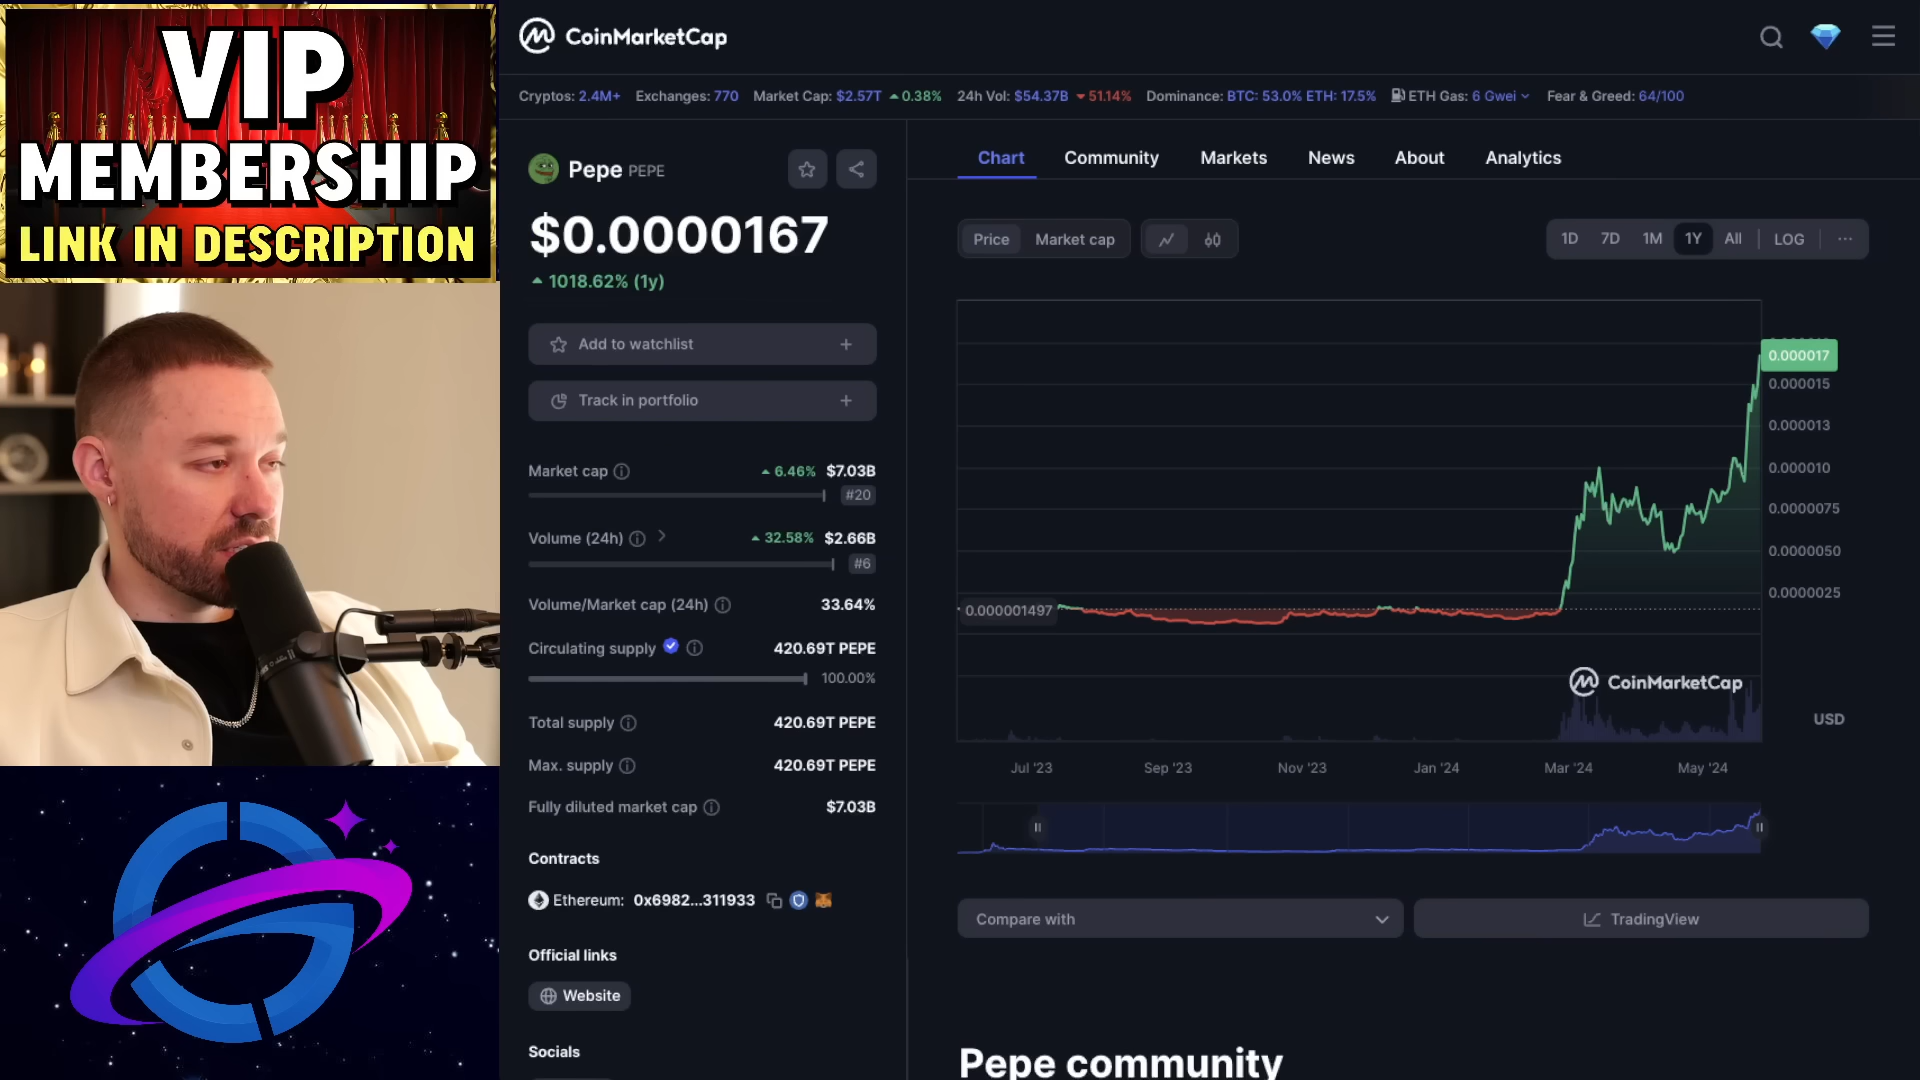 VIP
MEMBERSHIP
LINK IN DESCRIPTION
CoinMarketCap
Cryptos: 2.4M+ Exchanges: 770 Market Cap: $2.57T 0.38% 24h Vol: $54.37B 51.14% Dominance: BTC: 53.0% ETH: 17.5% ETH Gas: 6 Gwei Fear & Greed: 64/100
Pepe PEPE
$0.0000167
1018.62% (1y)
Add to watchlist +
Track in portfolio +
Market cap 6.46% $7.03B
#20
Volume (24h) 32.58% $2.66B
#6
Volume/Market cap (24h) 33.64%
Circulating supply 420.69T PEPE
100.00%
Total supply 420.69T PEPE
Max. supply 420.69T PEPE
Fully diluted market cap $7.03B
Contracts
Ethereum: 0x6982...311933
Official links
Website
Socials
Chart Community Markets News About Analytics
Price Market cap
1D 7D 1M 1Y All LOG ...
0.000017
0.000015
0.000013
0.000010
0.0000075
0.0000050
0.0000025
0.000001497
CoinMarketCap
USD
Jul '23 Sep '23 Nov '23 Jan '24 Mar '24 May '24
Compare with
TradingView
Pepe community